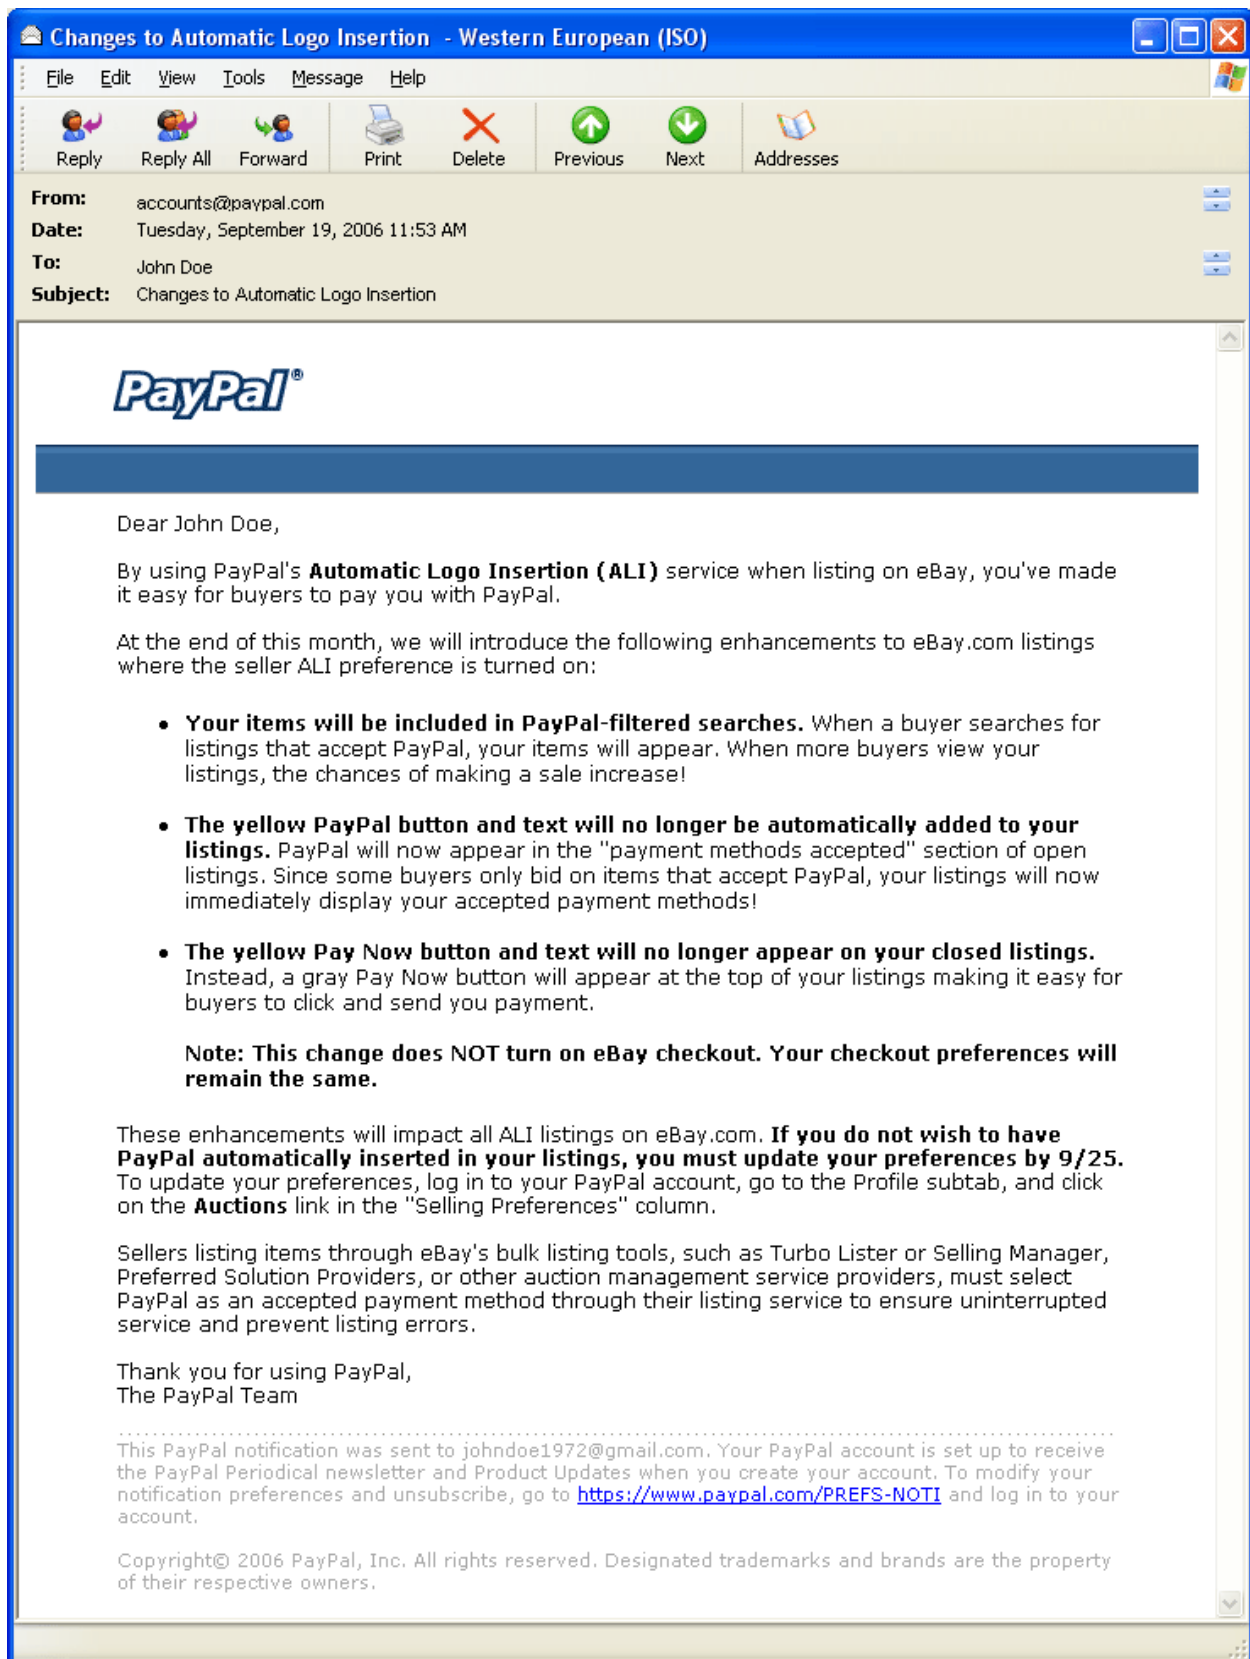 Changes to Automatic Logo Insertion - Western European (ISO)
File Edit View Tools Message Help
Reply Reply All Forward Print Delete Previous Next Addresses
From: accounts@paypal.com
Date: Tuesday, September 19, 2006 11:53 AM
To: John Doe
Subject: Changes to Automatic Logo Insertion
PayPal®
Dear John Doe,
By using PayPal's Automatic Logo Insertion (ALI) service when listing on eBay, you've made
it easy for buyers to pay you with PayPal.
At the end of this month, we will introduce the following enhancements to eBay.com listings
where the seller ALI preference is turned on:
• Your items will be included in PayPal-filtered searches. When a buyer searches for
listings that accept PayPal, your items will appear. When more buyers view your
listings, the chances of making a sale increase!
• The yellow PayPal button and text will no longer be automatically added to your
listings. PayPal will now appear in the "payment methods accepted" section of open
listings. Since some buyers only bid on items that accept PayPal, your listings will now
immediately display your accepted payment methods!
• The yellow Pay Now button and text will no longer appear on your closed listings.
Instead, a gray Pay Now button will appear at the top of your listings making it easy for
buyers to click and send you payment.
Note: This change does NOT turn on eBay checkout. Your checkout preferences will
remain the same.
These enhancements will impact all ALI listings on eBay.com. If you do not wish to have
PayPal automatically inserted in your listings, you must update your preferences by 9/25.
To update your preferences, log in to your PayPal account, go to the Profile subtab, and click
on the Auctions link in the "Selling Preferences" column.
Sellers listing items through eBay's bulk listing tools, such as Turbo Lister or Selling Manager,
Preferred Solution Providers, or other auction management service providers, must select
PayPal as an accepted payment method through their listing service to ensure uninterrupted
service and prevent listing errors.
Thank you for using PayPal,
The PayPal Team
This PayPal notification was sent to johndoe1972@gmail.com. Your PayPal account is set up to receive
the PayPal Periodical newsletter and Product Updates when you create your account. To modify your
notification preferences and unsubscribe, go to https://www.paypal.com/PREFS-NOTI and log in to your
account.
Copyright© 2006 PayPal, Inc. All rights reserved. Designated trademarks and brands are the property
of their respective owners.